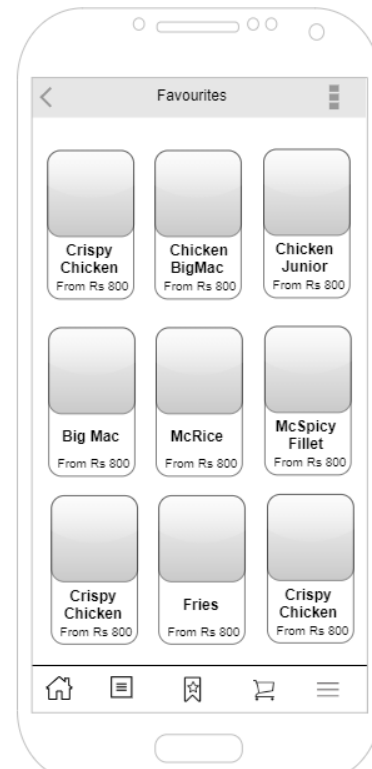 Favourites
Crispy
Chicken
From Rs 800
Chicken
BigMac
From Rs 800
Chicken
Junior
From Rs 800
Big Mac
From Rs 800
McRice
From Rs 800
McSpicy
Fillet
From Rs 800
Crispy
Chicken
From Rs 800
Fries
From Rs 800
Crispy
Chicken
From Rs 800